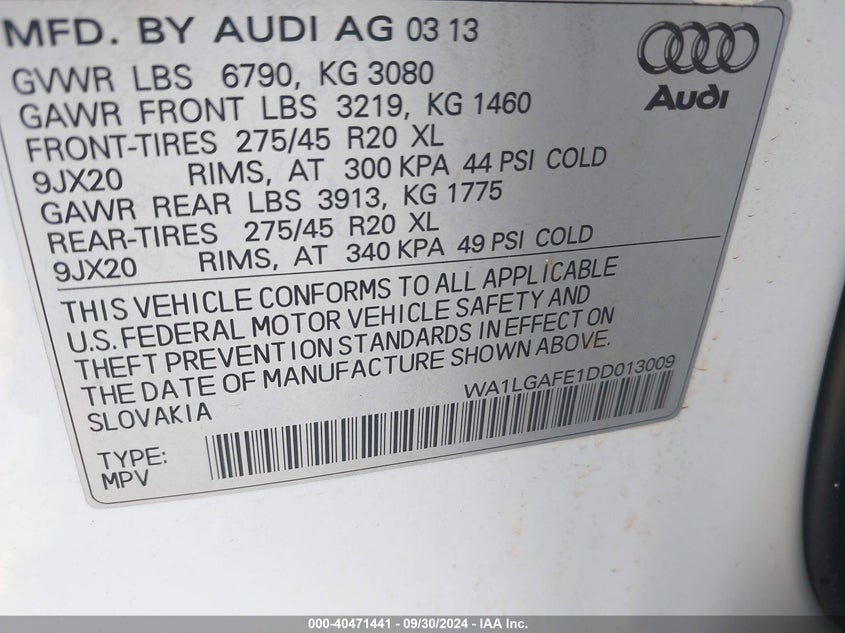 MFD. BY AUDI AG 03 13
Audi
GVWR LBS 6790, KG 3080
GAWR FRONT LBS 3219, KG 1460
FRONT-TIRES 275/45 R20 XL
9JX20 RIMS, AT 300 KPA 44 PSI COLD
GAWR REAR LBS 3913, KG 1775
REAR-TIRES 275/45 R20 XL
9JX20 RIMS, AT 340 KPA 49 PSI COLD
THIS VEHICLE CONFORMS TO ALL APPLICABLE
U.S. FEDERAL MOTOR VEHICLE SAFETY AND
THEFT PREVENTION STANDARDS IN EFFECT ON
THE DATE OF MANUFACTURE SHOWN ABOVE.
SLOVAKIA
WA1LGAFE1DD013009
TYPE:
MPV
000-40471441 - 09/30/2024 - IAA Inc.